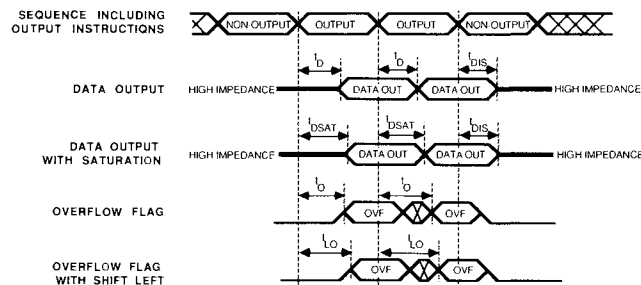 SEQUENCE INCLUDING
OUTPUT INSTRUCTIONS
NON-OUTPUT OUTPUT OUTPUT NON-OUTPUT
tD tD tDIS
DATA OUTPUT
HIGH IMPEDANCE DATA OUT DATA OUT HIGH IMPEDANCE
tDSAT tDSAT tDIS
DATA OUTPUT
WITH SATURATION
HIGH IMPEDANCE DATA OUT DATA OUT HIGH IMPEDANCE
tO tO
OVERFLOW FLAG
OVF OVF
tLO tLO
OVERFLOW FLAG
WITH SHIFT LEFT
OVF OVF